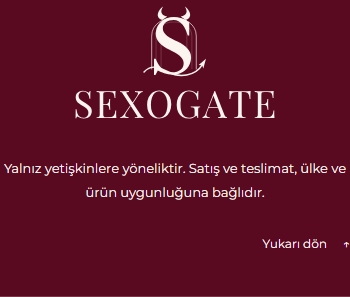 S
SEXOGATE
Yalnız yetişkinlere yöneliktir. Satış ve teslimat, ülke ve
ürün uygunluğuna bağlıdır.
Yukarı dön ↑